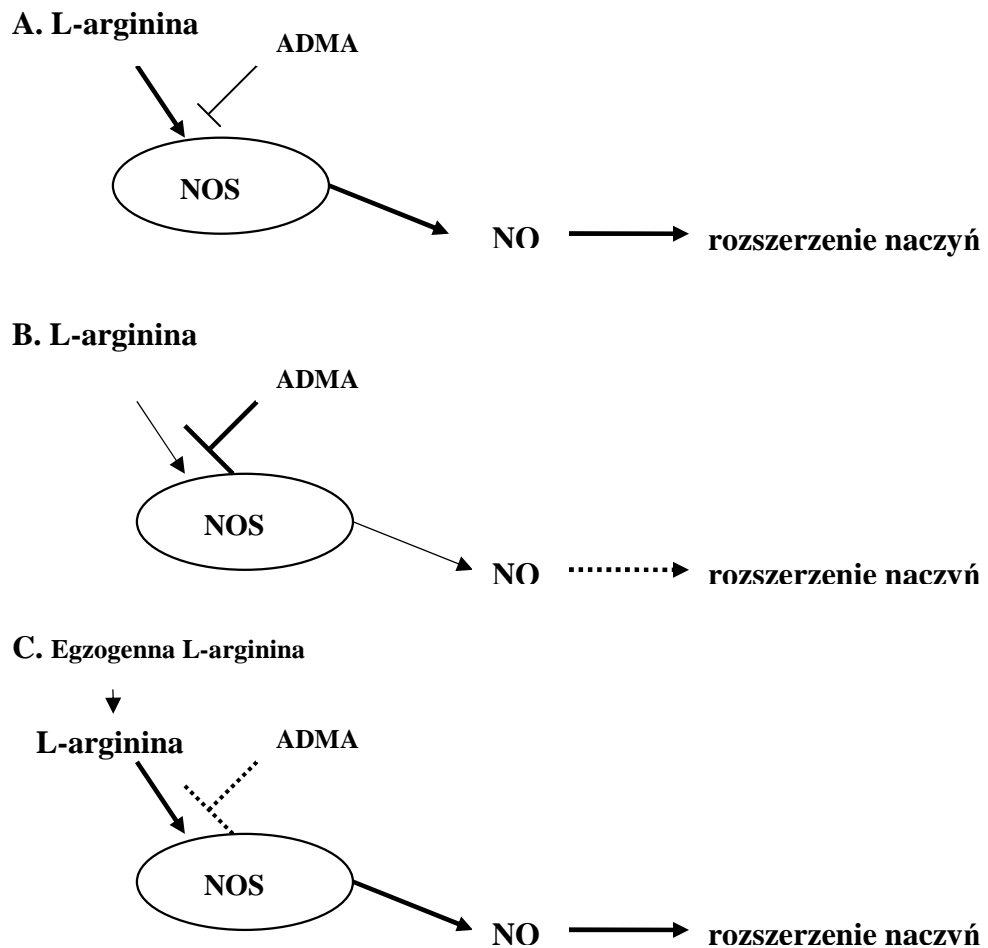 A. L-arginina
ADMA
NOS
NO
rozszerzenie naczyń
B. L-arginina
ADMA
NOS
NO
rozszerzenie naczyń
C. Egzogenna L-arginina
L-arginina
ADMA
NOS
NO
rozszerzenie naczyń